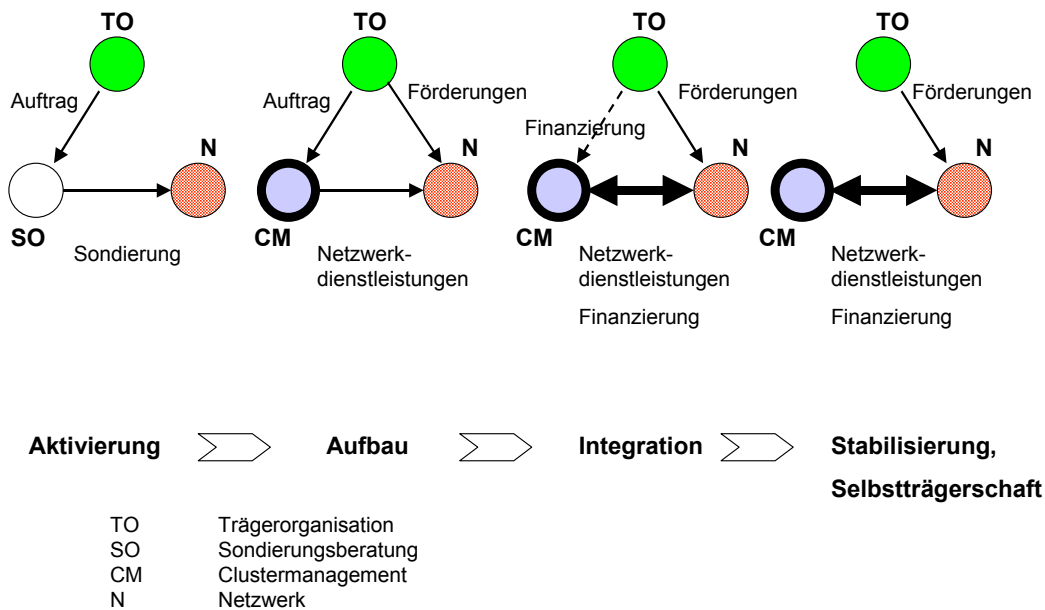 TO
TO
TO
TO
Auftrag
Auftrag
Förderungen
Finanzierung
Förderungen
Förderungen
N
N
N
N
SO
CM
CM
CM
Sondierung
Netzwerk-
dienstleistungen
Netzwerk-
dienstleistungen
Finanzierung
Netzwerk-
dienstleistungen
Finanzierung
Aktivierung
Aufbau
Integration
Stabilisierung,
Selbstträgerschaft
TO Trägerorganisation
SO Sondierungsberatung
CM Clustermanagement
N Netzwerk